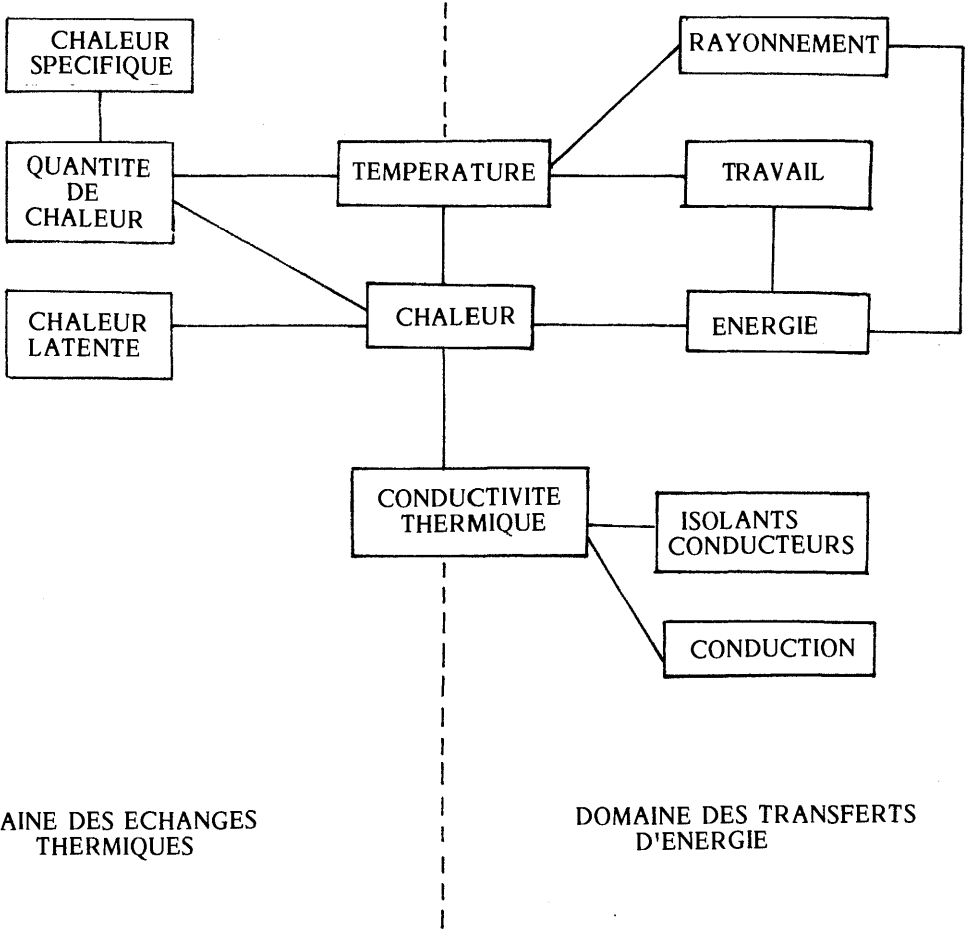 CHALEUR
SPECIFIQUE
RAYONNEMENT
QUANTITE
DE
CHALEUR
TEMPERATURE
TRAVAIL
CHALEUR
LATENTE
CHALEUR
ENERGIE
CONDUCTIVITE
THERMIQUE
ISOLANTS
CONDUCTEURS
CONDUCTION
AINE DES ECHANGES
THERMIQUES
DOMAINE DES TRANSFERTS
D'ENERGIE